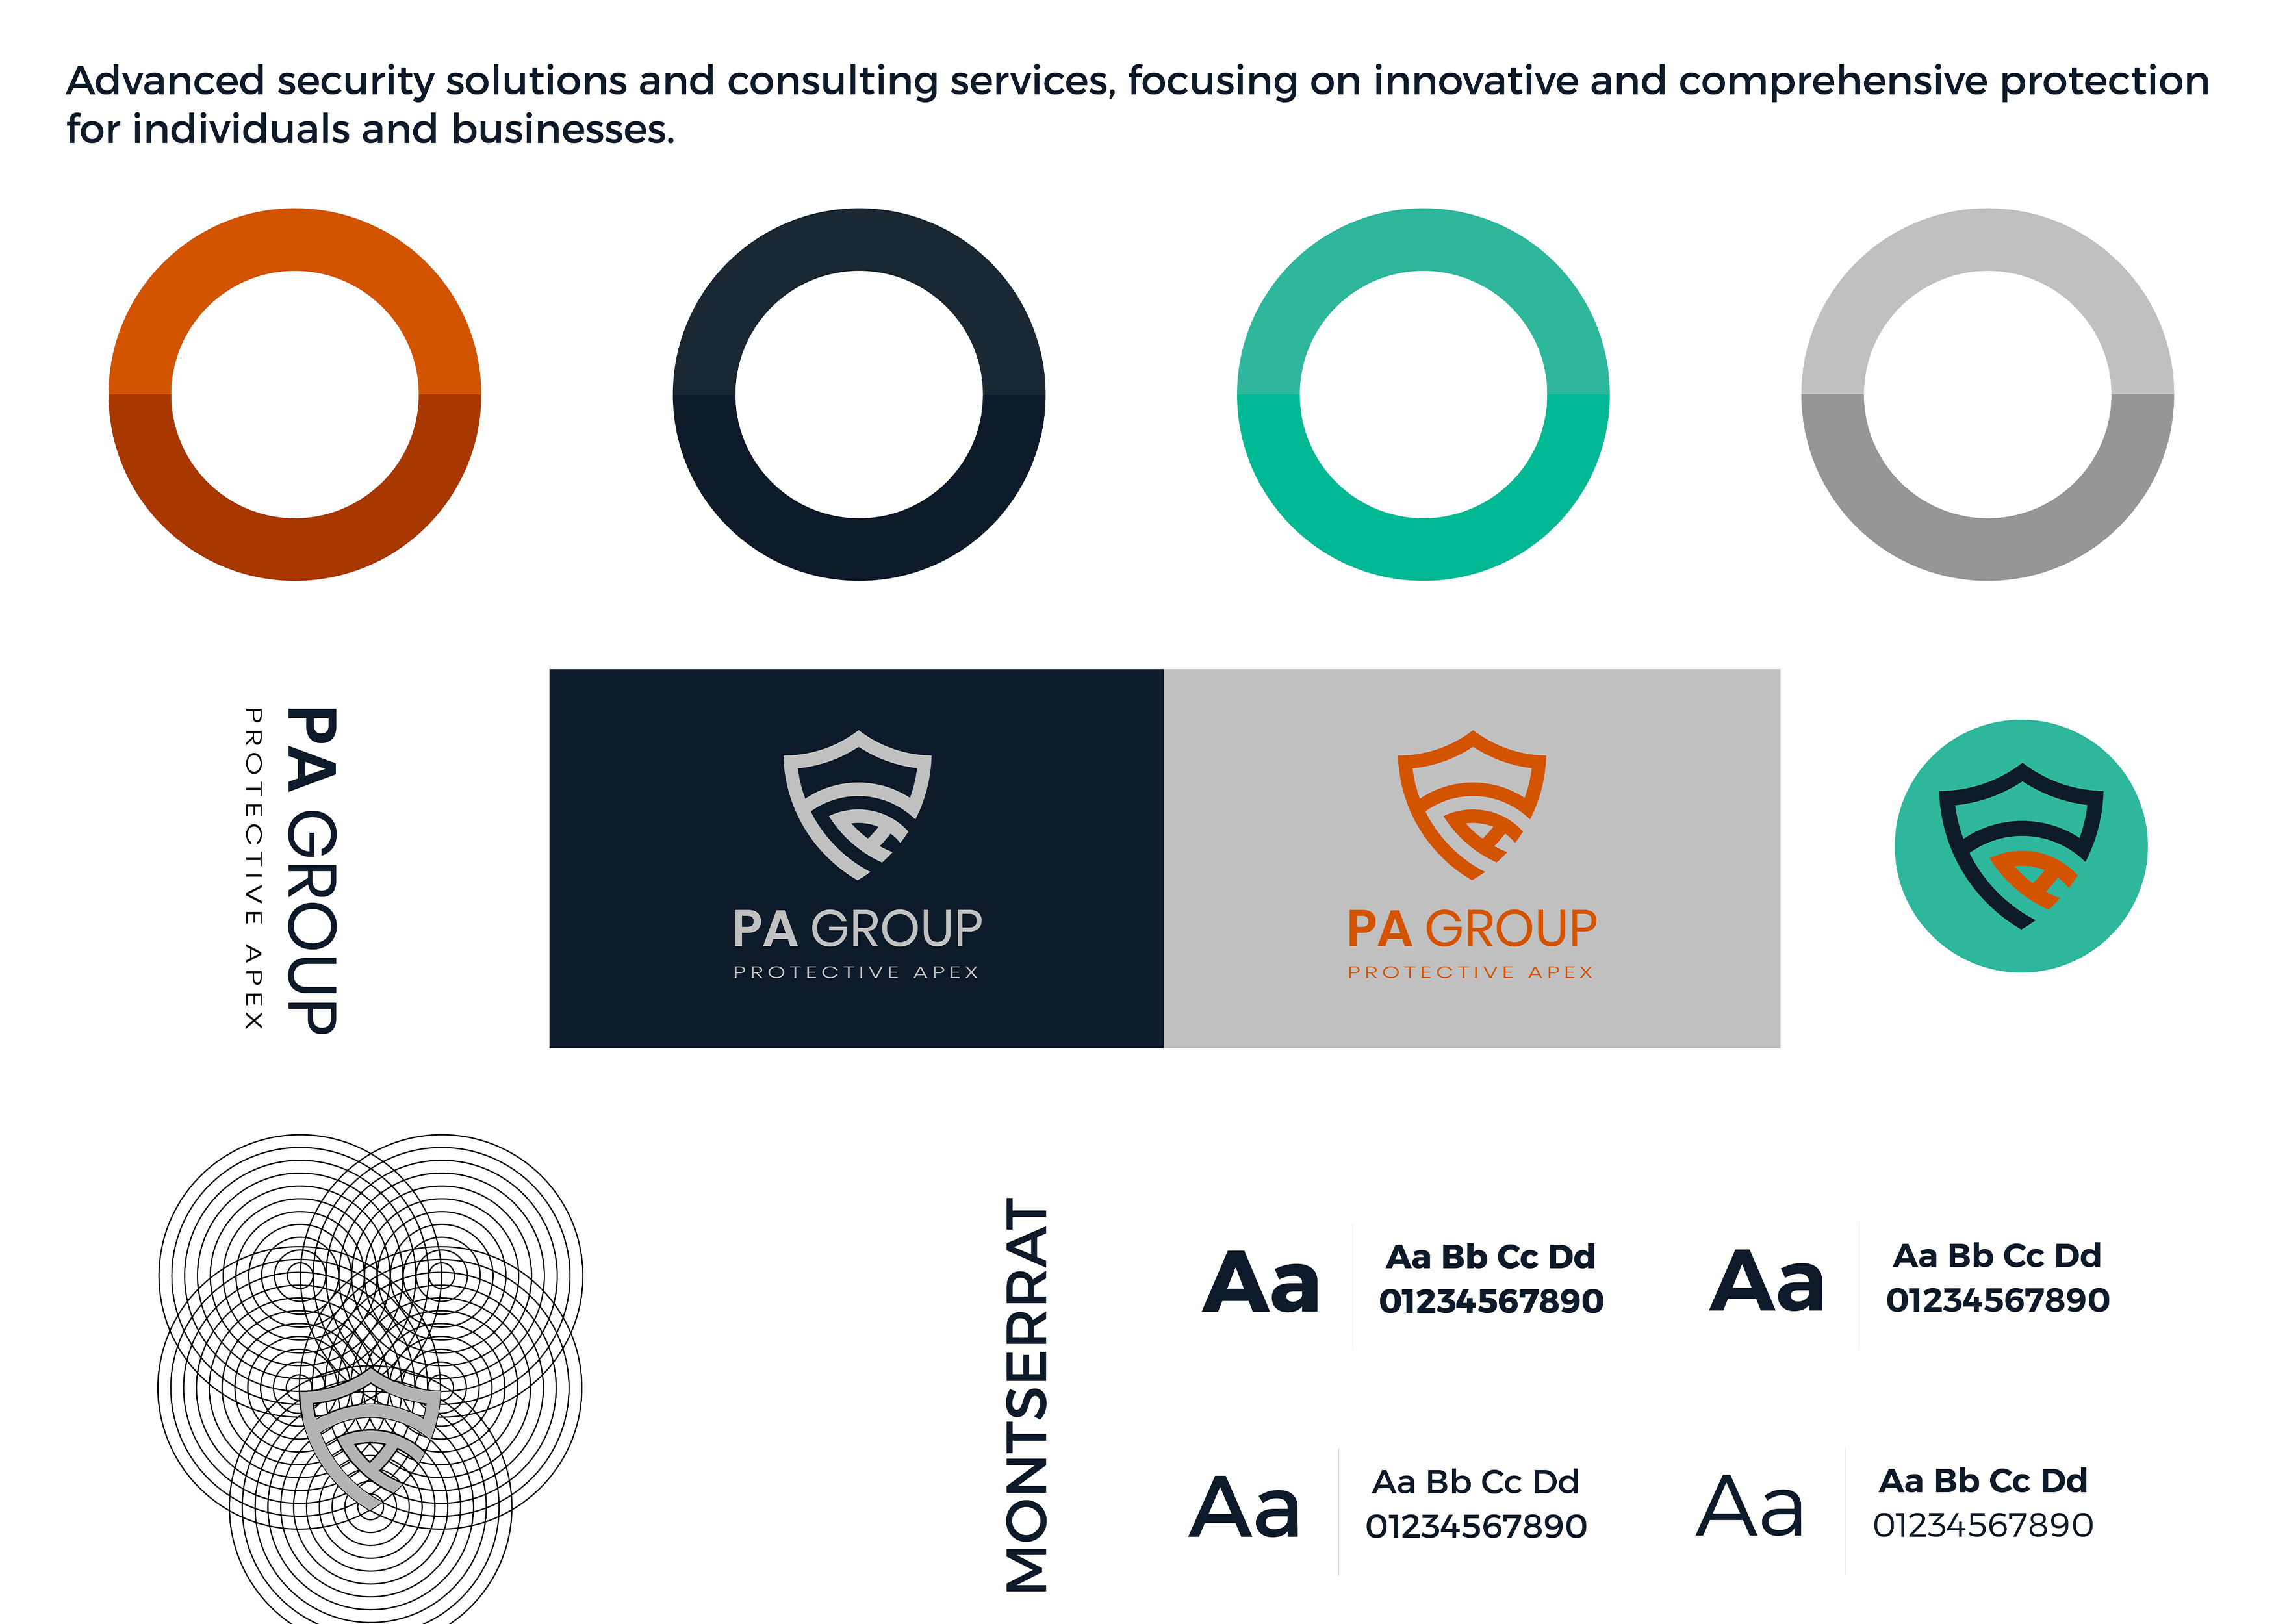 Advanced security solutions and consulting services, focusing on innovative and comprehensive protection
for individuals and businesses.
PA GROUP
PROTECTIVE APEX
PA GROUP
PROTECTIVE APEX
PA GROUP
PROTECTIVE APEX
MONTSERRAT
Aa
Aa Bb Cc Dd
01234567890
Aa
Aa Bb Cc Dd
01234567890
Aa
Aa Bb Cc Dd
01234567890
Aa
Aa Bb Cc Dd
01234567890